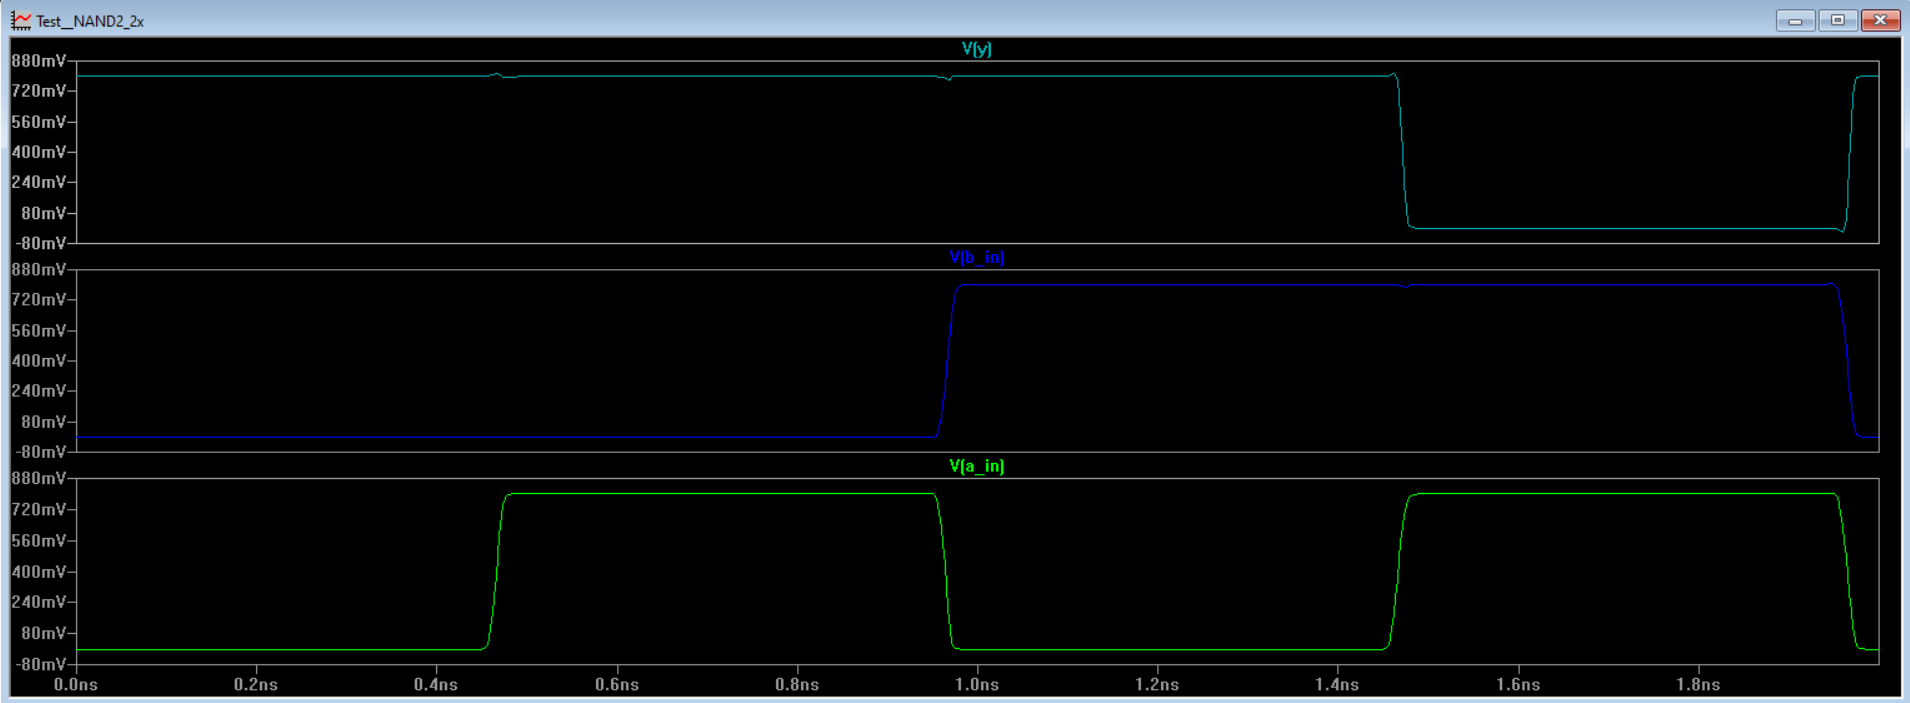 Test__NAND2_2x
V(y)
880mV
720mV
560mV
400mV
240mV
80mV
-80mV
V(b_in)
880mV
720mV
560mV
400mV
240mV
80mV
-80mV
V(a_in)
880mV
720mV
560mV
400mV
240mV
80mV
-80mV
0.0ns 0.2ns 0.4ns 0.6ns 0.8ns 1.0ns 1.2ns 1.4ns 1.6ns 1.8ns